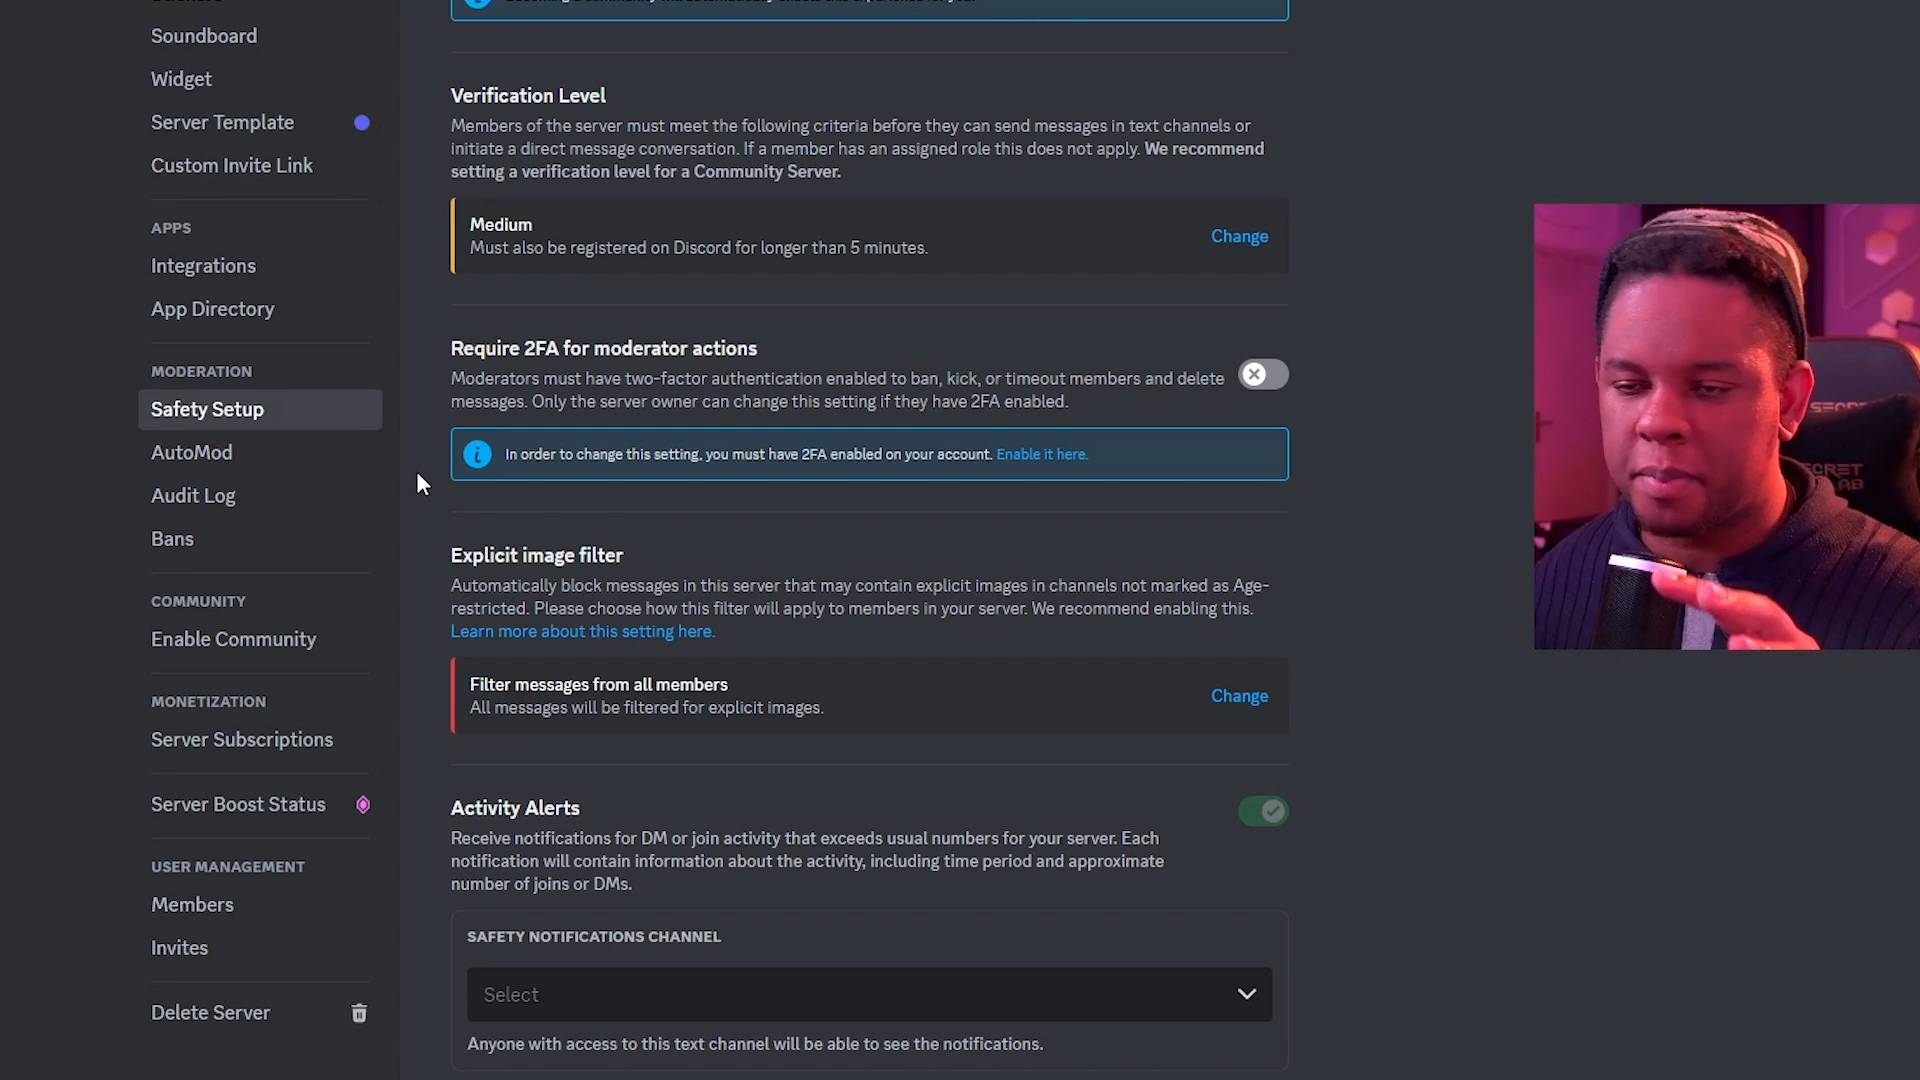 Soundboard
Widget
Server Template
Custom Invite Link
APPS
Integrations
App Directory
MODERATION
Safety Setup
AutoMod
Audit Log
Bans
COMMUNITY
Enable Community
MONETIZATION
Server Subscriptions
Server Boost Status
USER MANAGEMENT
Members
Invites
Delete Server
Verification Level
Members of the server must meet the following criteria before they can send messages in text channels or
initiate a direct message conversation. If a member has an assigned role this does not apply. We recommend
setting a verification level for a Community Server.
Medium
Must also be registered on Discord for longer than 5 minutes.
Change
Require 2FA for moderator actions
Moderators must have two-factor authentication enabled to ban, kick, or timeout members and delete
messages. Only the server owner can change this setting if they have 2FA enabled.
In order to change this setting, you must have 2FA enabled on your account. Enable it here.
Explicit image filter
Automatically block messages in this server that may contain explicit images in channels not marked as Age-
restricted. Please choose how this filter will apply to members in your server. We recommend enabling this.
Learn more about this setting here.
Filter messages from all members
All messages will be filtered for explicit images.
Change
Activity Alerts
Receive notifications for DM or join activity that exceeds usual numbers for your server. Each
notification will contain information about the activity, including time period and approximate
number of joins or DMs.
SAFETY NOTIFICATIONS CHANNEL
Select
Anyone with access to this text channel will be able to see the notifications.